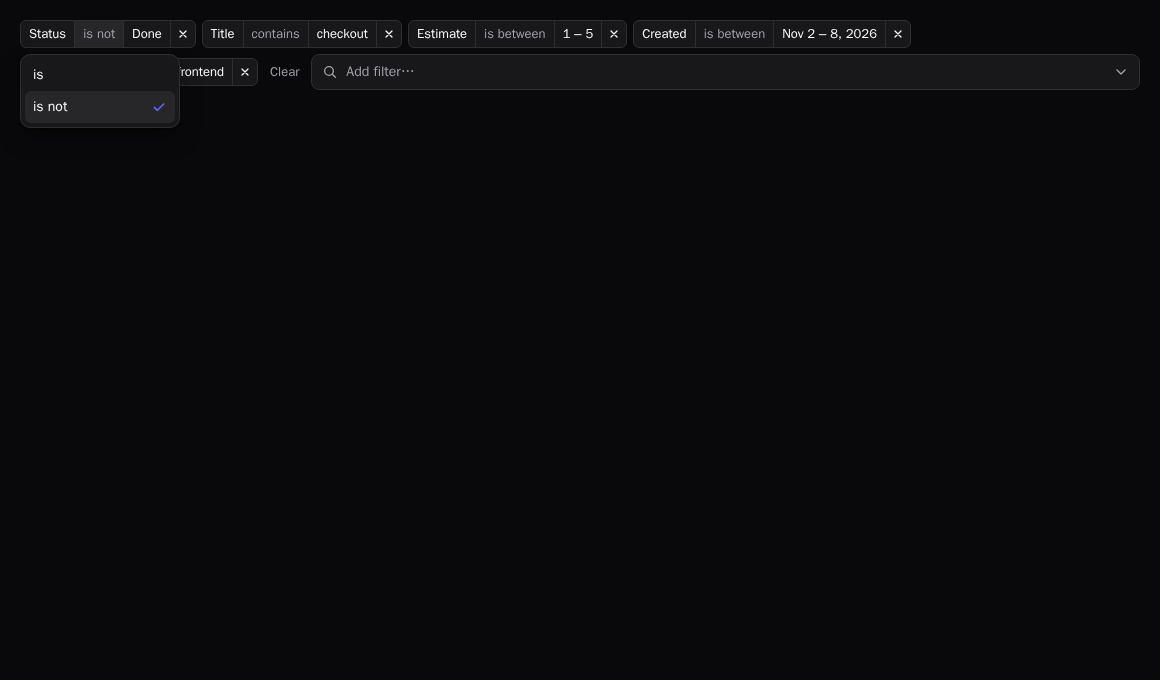 Status is not Done Title contains checkout Estimate is between 1 – 5 Created is between Nov 2 – 8, 2026
frontend Clear Add filter…
is
is not